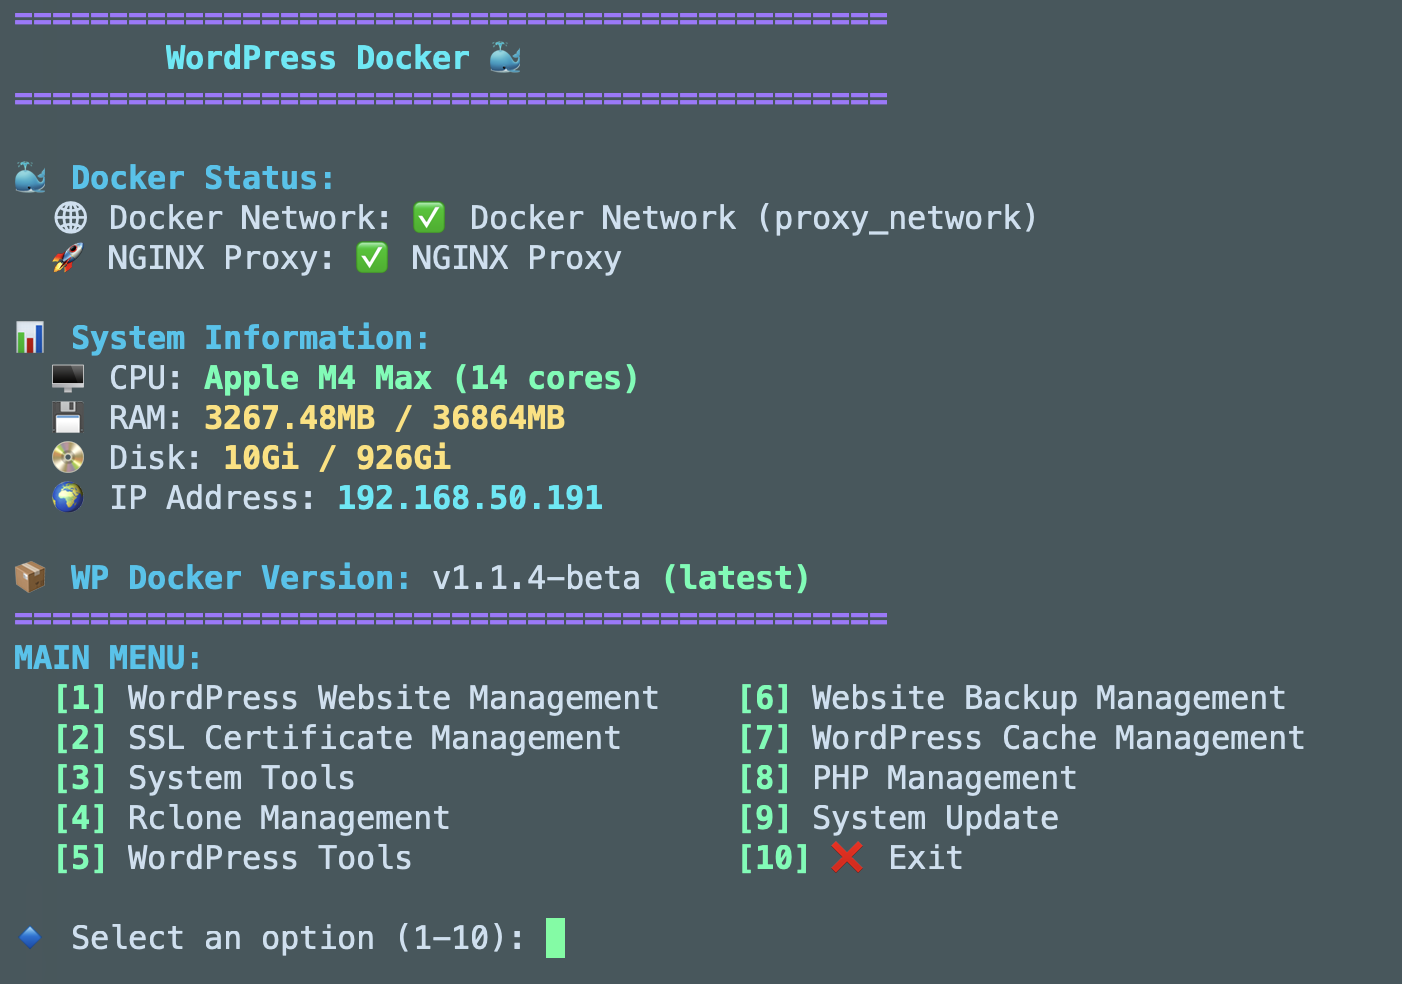 ==============================================
WordPress Docker 🐳
==============================================
🐳 Docker Status:
🌐 Docker Network: ✅ Docker Network (proxy_network)
🚀 NGINX Proxy: ✅ NGINX Proxy
📊 System Information:
🖥️ CPU: Apple M4 Max (14 cores)
💾 RAM: 3267.48MB / 36864MB
📀 Disk: 10Gi / 926Gi
🌍 IP Address: 192.168.50.191
📦 WP Docker Version: v1.1.4-beta (latest)
==============================================
MAIN MENU:
[1] WordPress Website Management [6] Website Backup Management
[2] SSL Certificate Management [7] WordPress Cache Management
[3] System Tools [8] PHP Management
[4] Rclone Management [9] System Update
[5] WordPress Tools [10] ❌ Exit
🔹 Select an option (1-10):